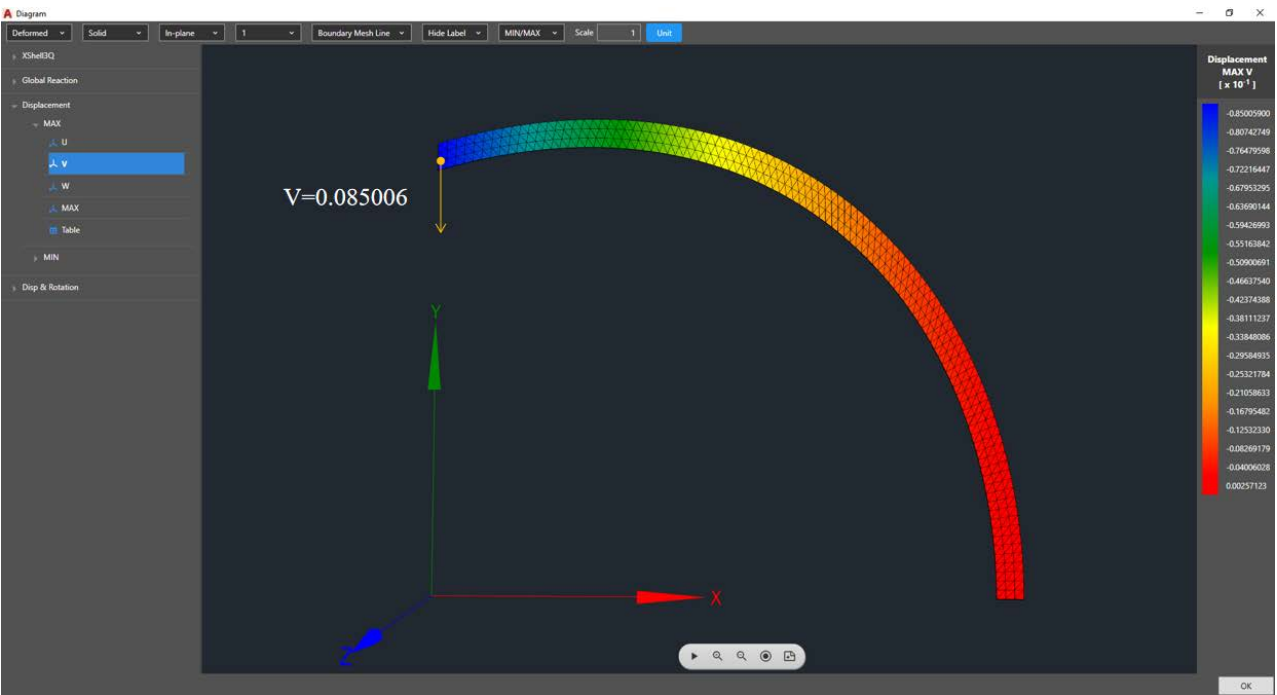 Diagram
Deformed Solid In-plane 1 Boundary Mesh Line Hide Label MIN/MAX Scale 1 Unit
XShell3Q
Global Reaction
Displacement
MAX
U
V
W
MAX
Table
MIN
Disp & Rotation
V=0.085006
Y
X
Z
Displacement
MAX V
[ x 10⁻¹ ]
-0.85005900
-0.80742749
-0.76479598
-0.72216447
-0.67953295
-0.63690144
-0.59426993
-0.55163842
-0.50900691
-0.46637540
-0.42374388
-0.38111237
-0.33848086
-0.29584935
-0.25321784
-0.21058633
-0.16795482
-0.12532330
-0.08269179
-0.04006028
0.00257123
OK